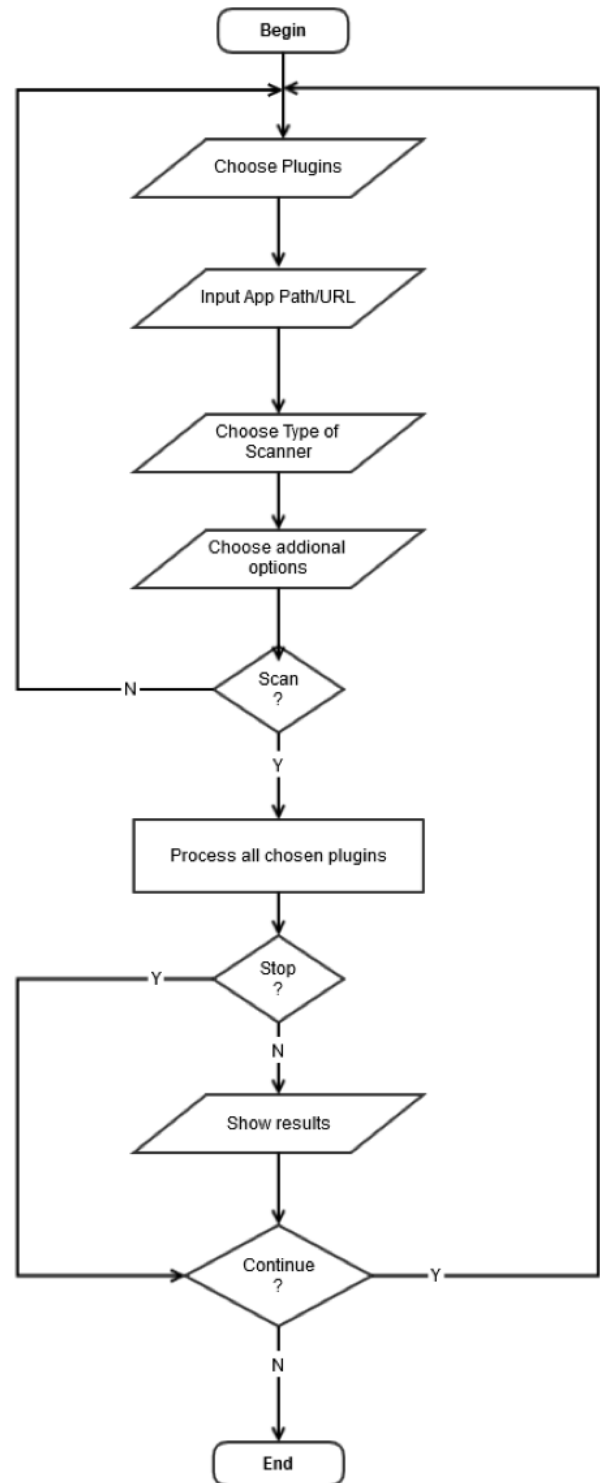 Begin
Choose Plugins
Input App Path/URL
Choose Type of
Scanner
Choose addional
options
Scan
?
N
Y
Process all chosen plugins
Stop
?
Y
N
Show results
Continue
?
Y
N
End